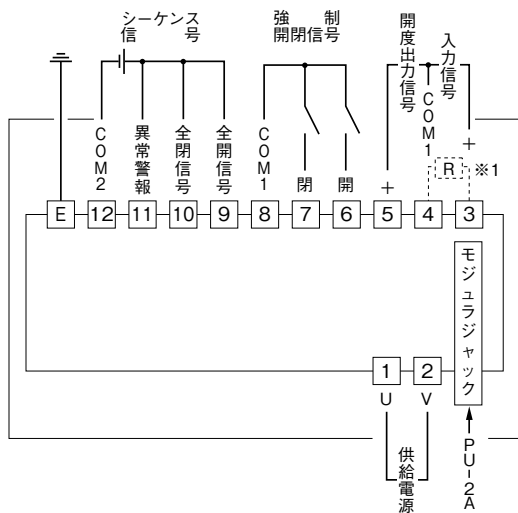 シーケンス
信　　号
強　　制
開閉信号
開度出力信号
入力信号
COM2
異常警報
全閉信号
全開信号
COM1
閉
開
+
COM1
+
R
※1
E
12
11
10
9
8
7
6
5
4
3
モジュラジャック
1
2
U
V
供給電源
PU-2A